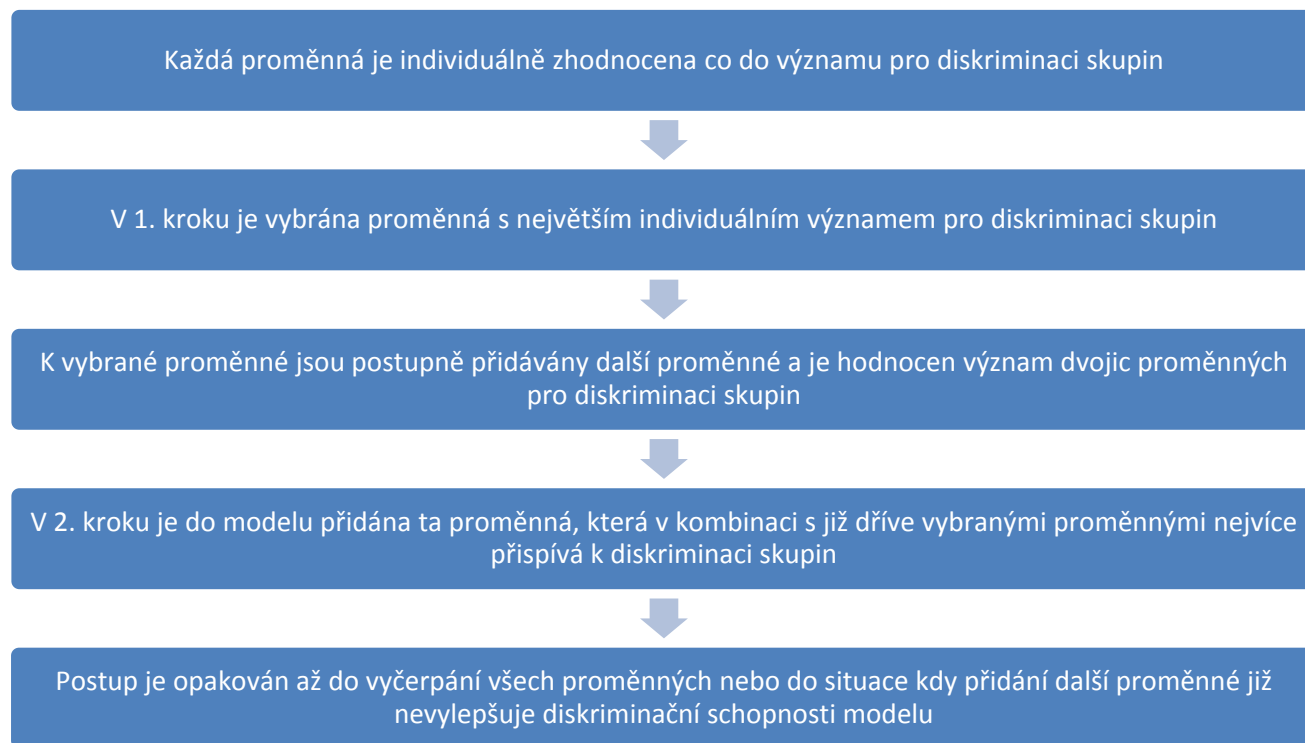 Každá proměnná je individuálně zhodnocena co do významu pro diskriminaci skupin
V 1. kroku je vybrána proměnná s největším individuálním významem pro diskriminaci skupin
K vybrané proměnné jsou postupně přidávány další proměnné a je hodnocen význam dvojic proměnných
pro diskriminaci skupin
V 2. kroku je do modelu přidána ta proměnná, která v kombinaci s již dříve vybranými proměnnými nejvíce
přispívá k diskriminaci skupin
Postup je opakován až do vyčerpání všech proměnných nebo do situace kdy přidání další proměnné již
nevylepšuje diskriminační schopnosti modelu